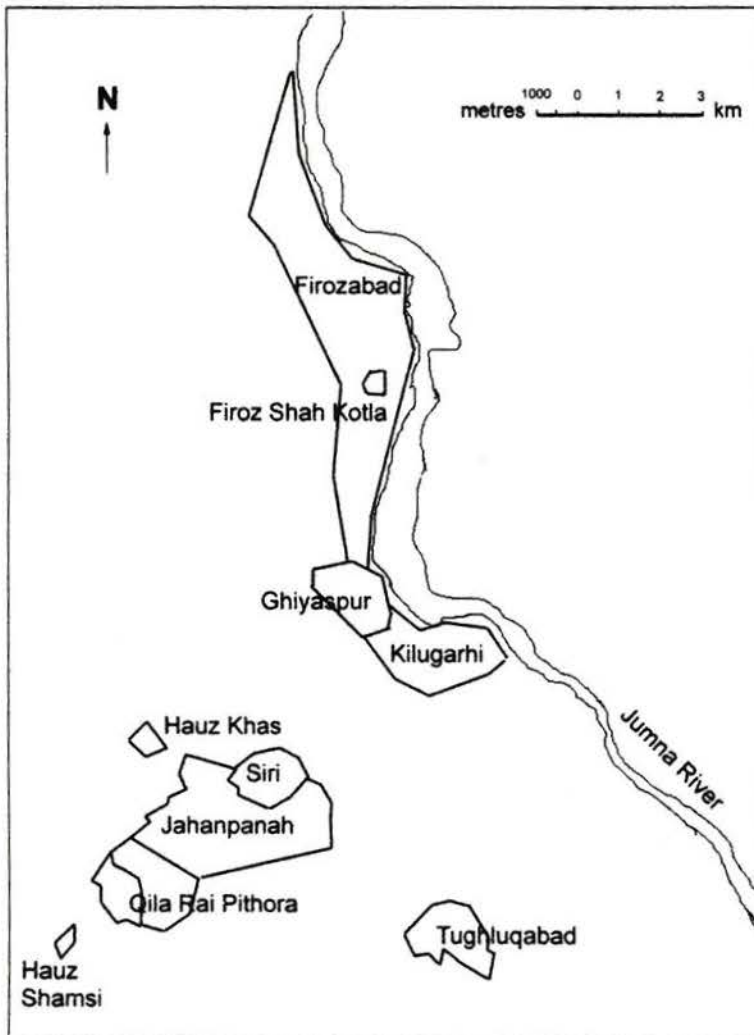 N
1000 0 1 2 3
metres km
Firozabad
Firoz Shah Kotla
Ghiyaspur
Kilugarhi
Jumna River
Hauz Khas
Siri
Jahanpanah
Qila Rai Pithora
Tughluqabad
Hauz
Shamsi